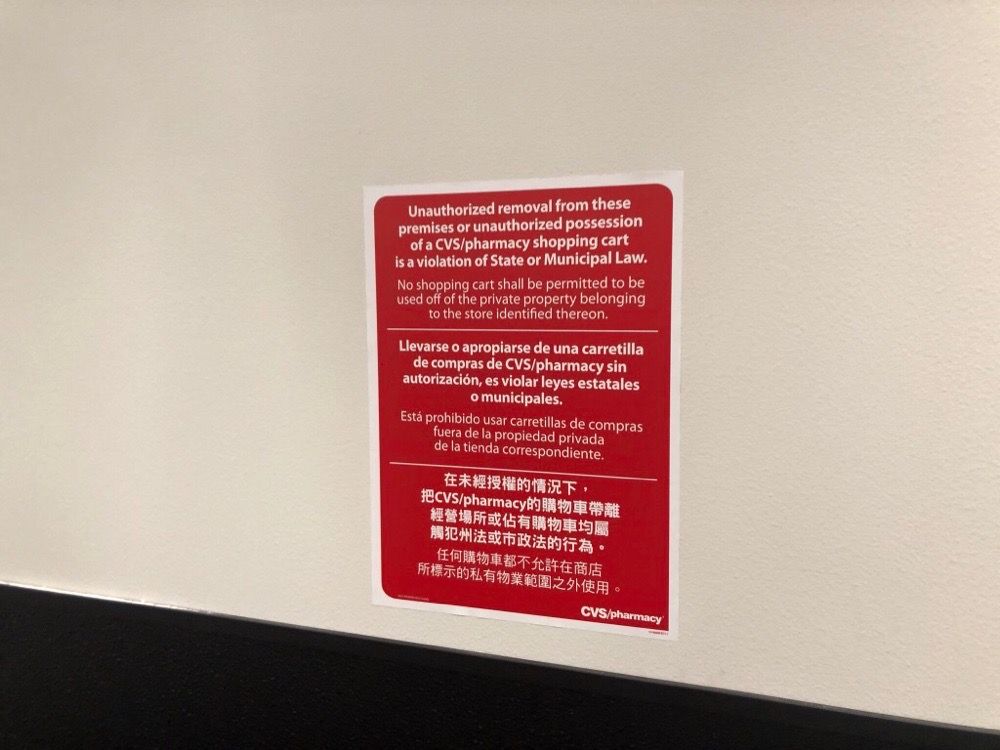 Unauthorized removal from these
premises or unauthorized possession
of a CVS/pharmacy shopping cart
is a violation of State or Municipal Law.
No shopping cart shall be permitted to be
used off of the private property belonging
to the store identified thereon.
Llevarse o apropiarse de una carretilla
de compras de CVS/pharmacy sin
autorización, es violar leyes estatales
o municipales.
Está prohibido usar carretillas de compras
fuera de la propiedad privada
de la tienda correspondiente.
在未經授權的情況下，
把CVS/pharmacy的購物車帶離
經營場所或佔有購物車均屬
觸犯州法或市政法的行為。
任何購物車都不允許在商店
所標示的私有物業範圍之外使用。
CVS/pharmacy